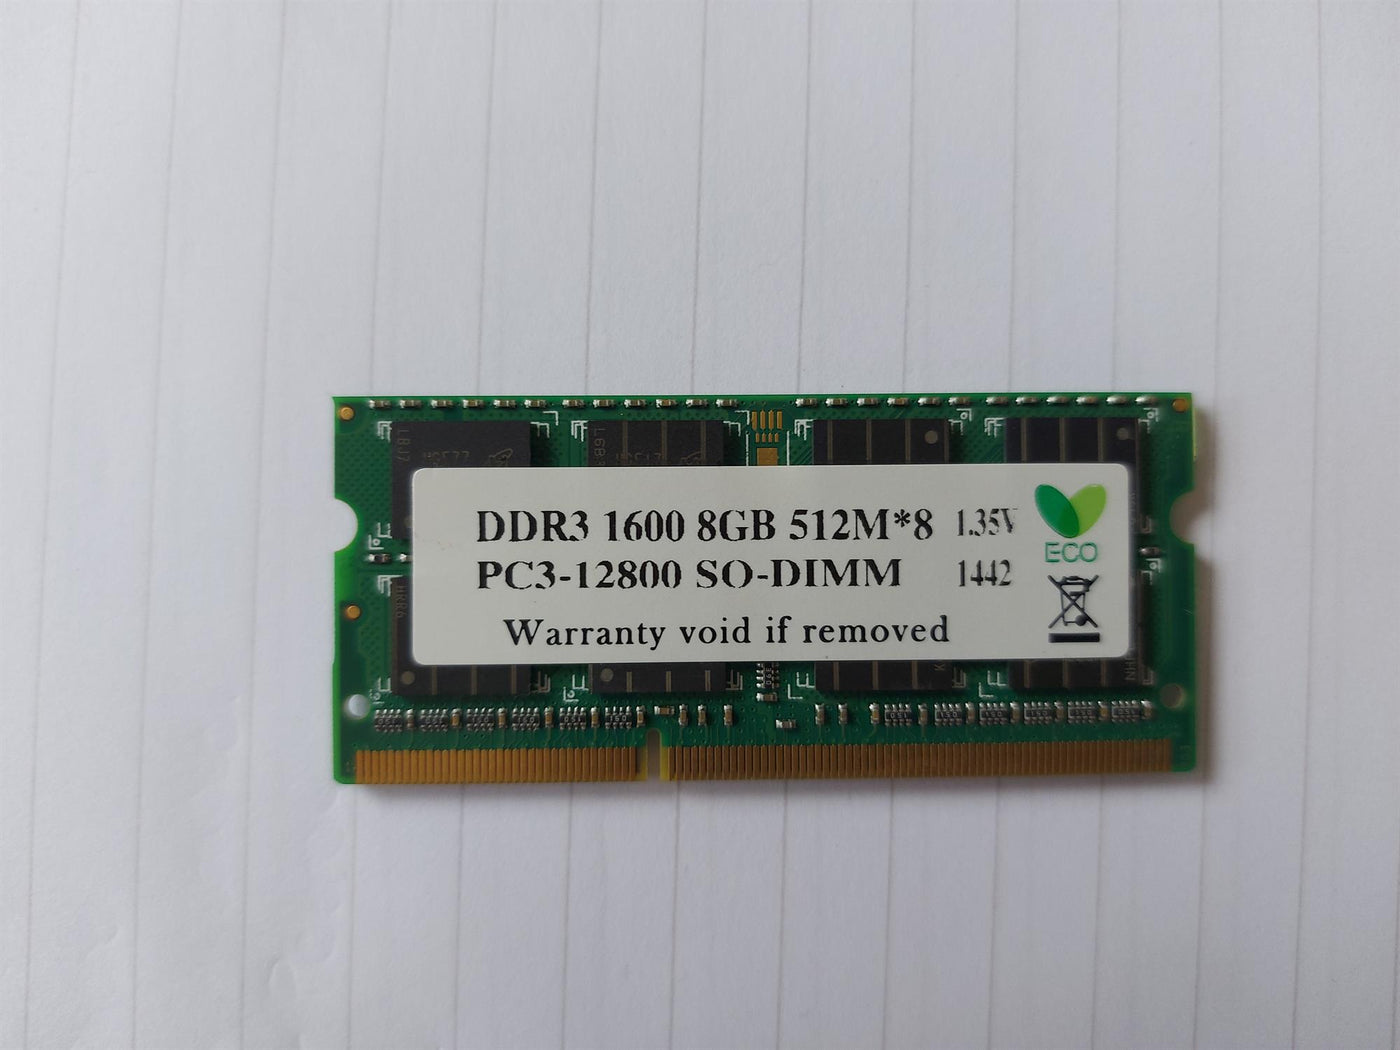 DDR3 1600 8GB 512M*8 1.35V
PC3-12800 SO-DIMM 1442
ECO
Warranty void if removed